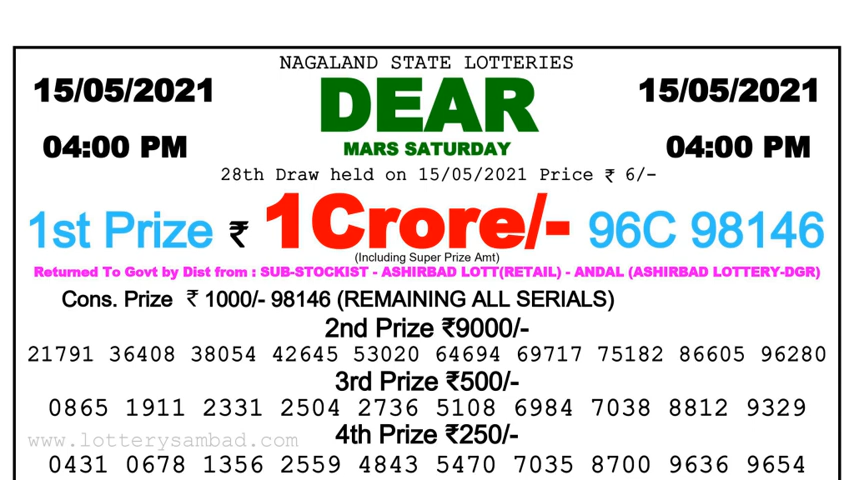 NAGALAND STATE LOTTERIES
15/05/2021 DEAR 15/05/2021
04:00 PM MARS SATURDAY 04:00 PM
28th Draw held on 15/05/2021 Price ₹ 6/-
1st Prize ₹ 1Crore/- 96C 98146
(Including Super Prize Amt)
Returned To Govt by Dist from : SUB-STOCKIST - ASHIRBAD LOTT(RETAIL) - ANDAL (ASHIRBAD LOTTERY-DGR)
Cons. Prize ₹ 1000/- 98146 (REMAINING ALL SERIALS)
2nd Prize ₹9000/-
21791 36408 38054 42645 53020 64694 69717 75182 86605 96280
3rd Prize ₹500/-
0865 1911 2331 2504 2736 5108 6984 7038 8812 9329
4th Prize ₹250/-
www.lotterysambad.com
0431 0678 1356 2559 4843 5470 7035 8700 9636 9654